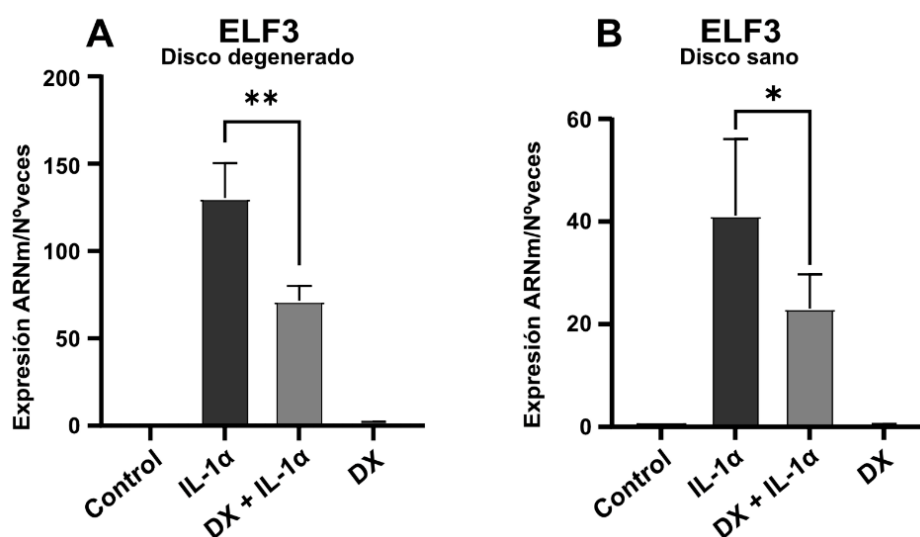 A
ELF3
Disco degenerado
Expresión ARNm/Nºveces
200
150
100
50
0
**
Control
IL-1α
DX + IL-1α
DX
B
ELF3
Disco sano
Expresión ARNm/Nºveces
60
40
20
0
*
Control
IL-1α
DX + IL-1α
DX